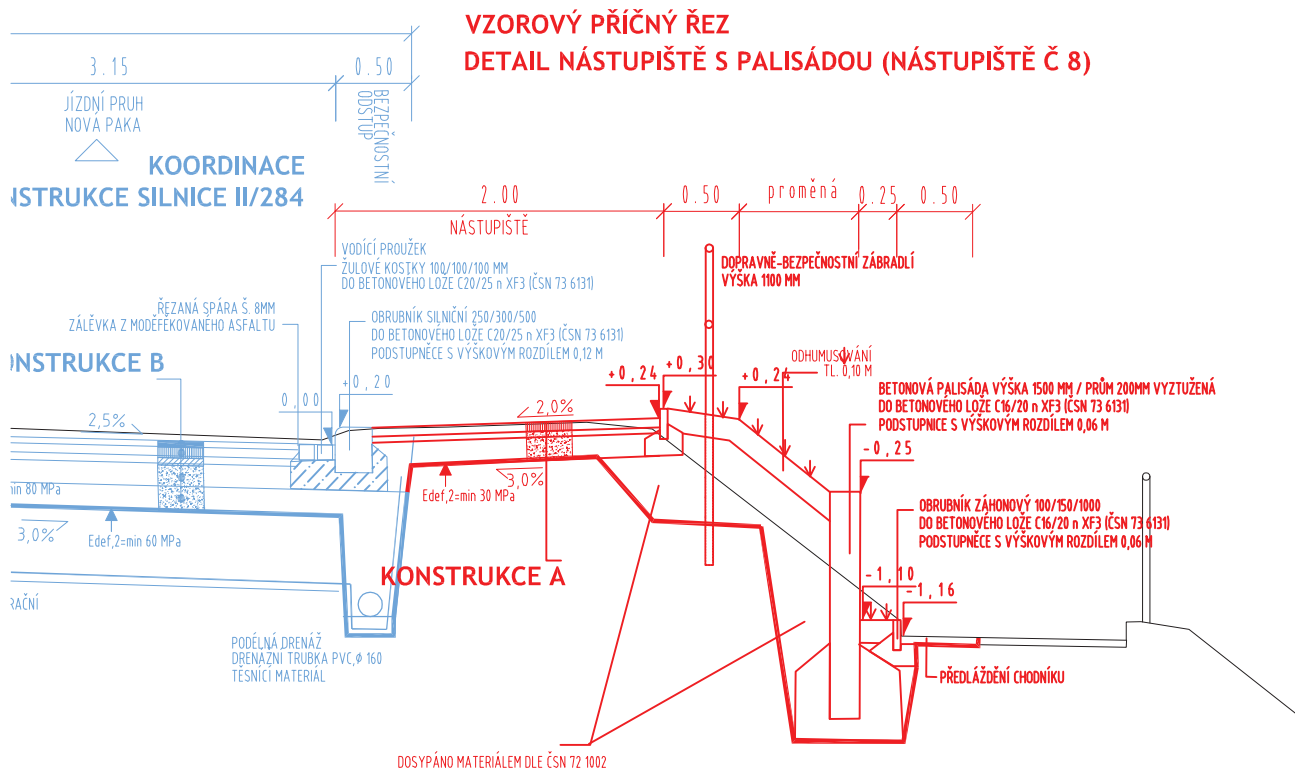 VZOROVÝ PŘÍČNÝ ŘEZ
DETAIL NÁSTUPIŠTĚ S PALISÁDOU (NÁSTUPIŠTĚ Č 8)
3.15
0.50
JÍZDNÍ PRUH
NOVÁ PAKA
BEZPEČNOSTNÍ
ODSTUP
KOORDINACE
NSTRUKCE SILNICE II/284
2.00
0.50
proměná
0.25
0.50
NÁSTUPIŠTĚ
VODÍCÍ PROUŽEK
ŽULOVÉ KOSTKY 100/100/100 MM
DO BETONOVÉHO LOŽE C20/25 n XF3 (ČSN 73 6131)
DOPRAVNĚ-BEZPEČNOSTNÍ ZÁBRADLÍ
VÝŠKA 1100 MM
ŘEZANÁ SPÁRA Š. 8MM
ZÁLĚVKA Z MODĚFĚKOVANÉHO ASFALTU
OBRUBNÍK SILNIČNÍ 250/300/500
DO BETONOVÉHO LOŽE C20/25 n XF3 (ČSN 73 6131)
PODSTUPNĚCE S VÝŠKOVÝM ROZDÍLEM 0,12 M
ONSTRUKCE B
ODHUMUSOVÁNÍ
TL. 0,10 M
+0,24
+0,30
+0,24
+0,20
0,00
BETONOVÁ PALISÁDA VÝŠKA 1500 MM / PRŮM 200MM VYZTUŽENÁ
DO BETONOVÉHO LOŽE C16/20 n XF3 (ČSN 73 6131)
PODSTUPNICE S VÝŠKOVÝM ROZDÍLEM 0,06 M
2,5%
2,0%
-0,25
3,0%
min 80 MPa
Edef,2=min 30 MPa
OBRUBNÍK ZÁHONOVÝ 100/150/1000
DO BETONOVÉHO LOŽE C16/20 n XF3 (ČSN 73 6131)
PODSTUPNĚCE S VÝŠKOVÝM ROZDÍLEM 0,06 M
3,0%
Edef,2=min 60 MPa
KONSTRUKCE A
-1,10
-1,16
RAČNÍ
PODÉLNÁ DRENÁŽ
DRENÁŽNÍ TRUBKA PVC,φ 160
TĚSNÍCÍ MATERIÁL
PŘEDLÁŽDĚNÍ CHODNÍKU
DOSYPÁNO MATERIÁLEM DLE ČSN 72 1002